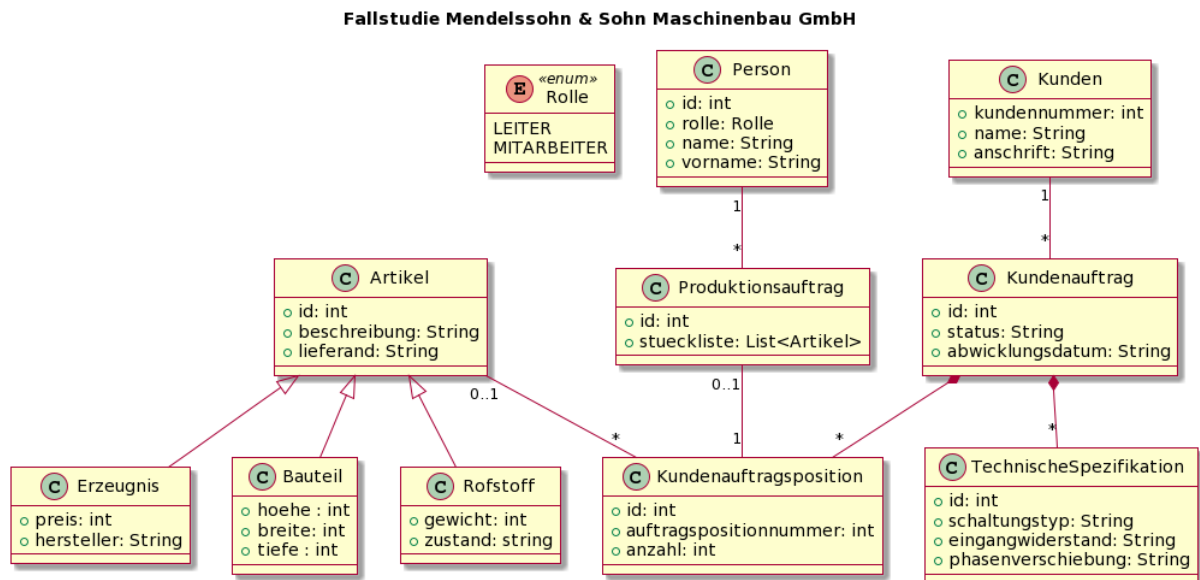 Fallstudie Mendelssohn & Sohn Maschinenbau GmbH
E «enum» Rolle
LEITER
MITARBEITER
C Person
id: int
rolle: Rolle
name: String
vorname: String
C Kunden
kundennummer: int
name: String
anschrift: String
1
*
1
*
C Artikel
id: int
beschreibung: String
lieferand: String
C Produktionsauftrag
id: int
stueckliste: List<Artikel>
C Kundenauftrag
id: int
status: String
abwicklungsdatum: String
0..1
*
0..1
1
*
*
C Erzeugnis
preis: int
hersteller: String
C Bauteil
hoehe : int
breite: int
tiefe : int
C Rofstoff
gewicht: int
zustand: string
C Kundenauftragsposition
id: int
auftragspositionnummer: int
anzahl: int
C TechnischeSpezifikation
id: int
schaltungstyp: String
eingangwiderstand: String
phasenverschiebung: String